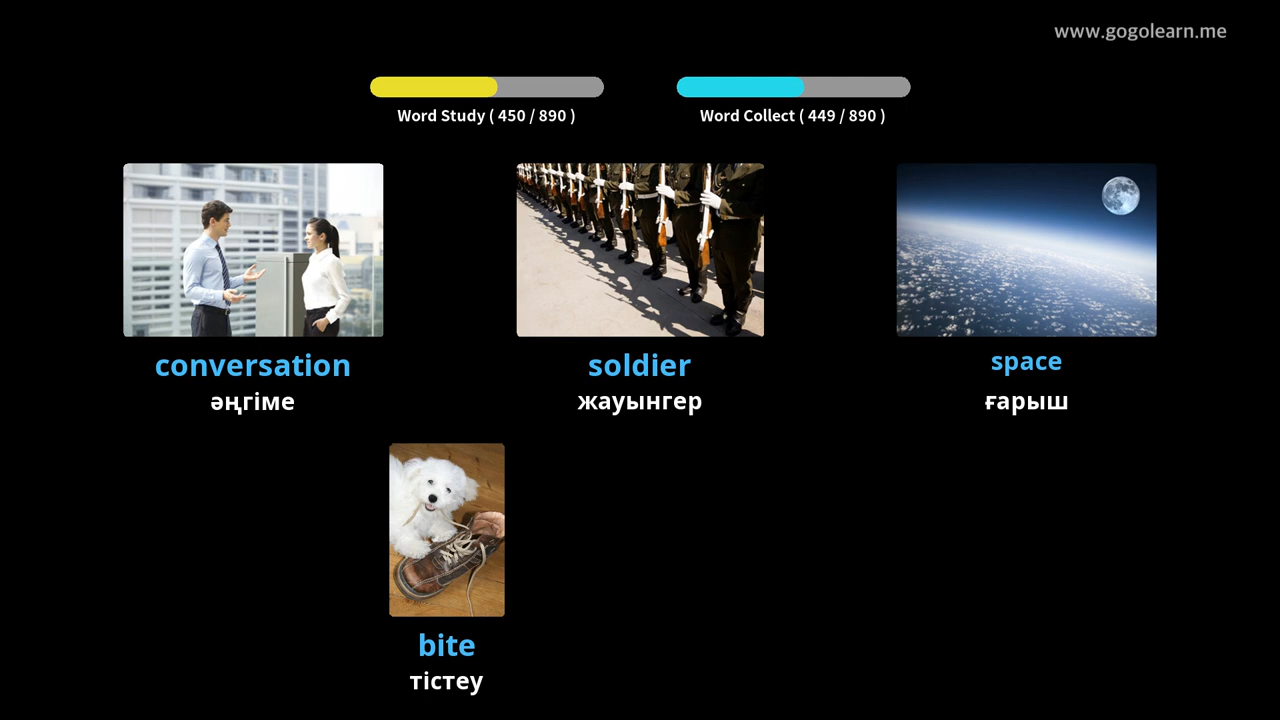 www.gogolearn.me
Word Study ( 450 / 890 )
Word Collect ( 449 / 890 )
conversation
әңгіме
soldier
жауынгер
space
ғарыш
bite
тістеу